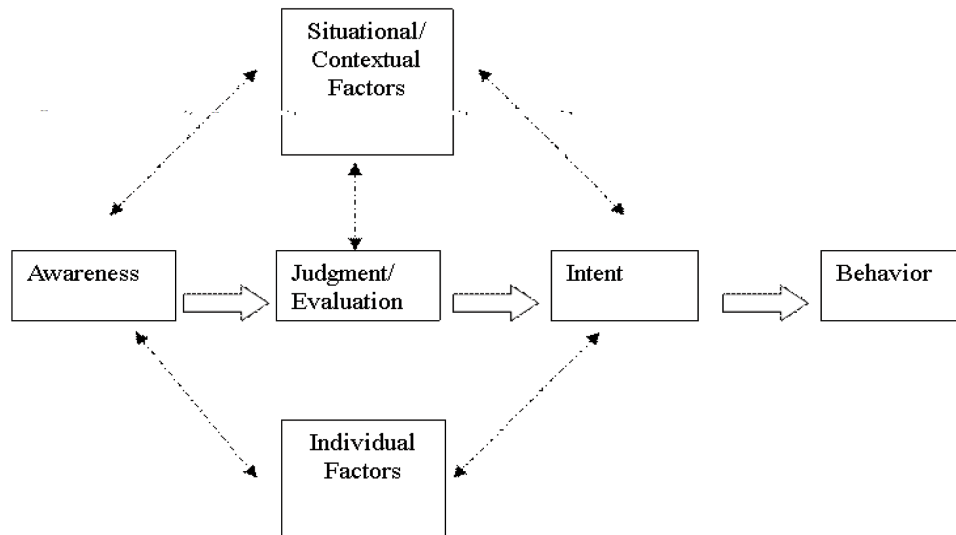 Situational/
Contextual
Factors
Awareness
Judgment/
Evaluation
Intent
Behavior
Individual
Factors